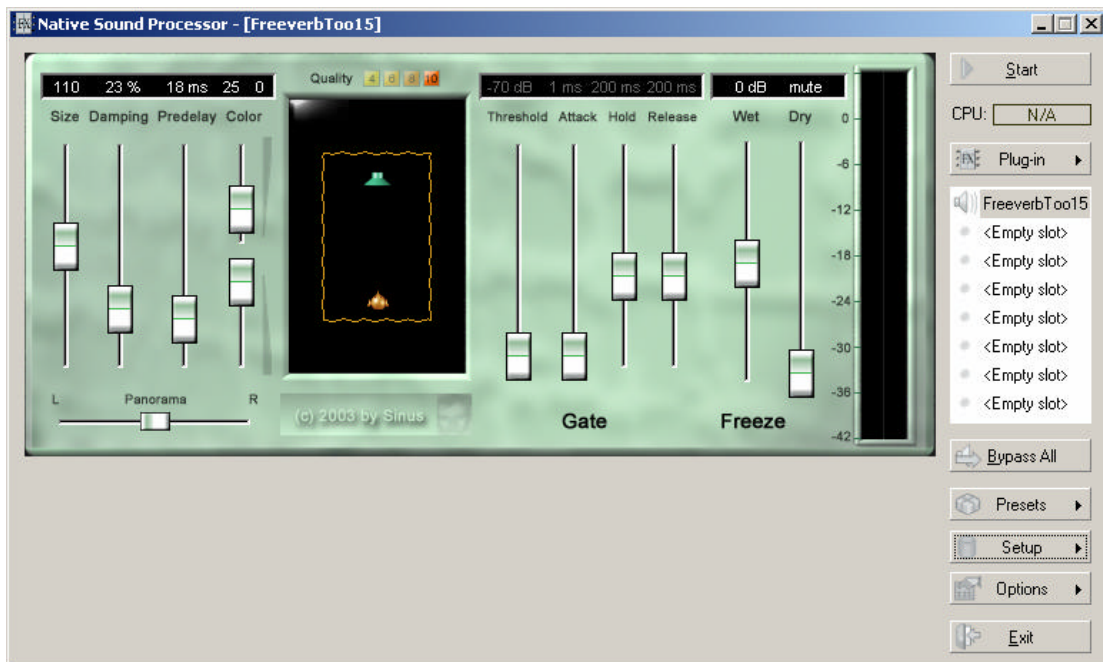 Native Sound Processor - [FreeverbToo15]
110 23 % 18 ms 25 0
Size Damping Predelay Color
Quality 4 6 8 10
-70 dB 1 ms 200 ms 200 ms
Threshold Attack Hold Release
0 dB mute
Wet Dry
0
-6
-12
-18
-24
-30
-36
-42
L Panorama R
(c) 2003 by Sinus
Gate
Freeze
Start
CPU: N/A
FX Plug-in
FreeverbToo15
<Empty slot>
<Empty slot>
<Empty slot>
<Empty slot>
<Empty slot>
<Empty slot>
<Empty slot>
Bypass All
Presets
Setup
Options
Exit